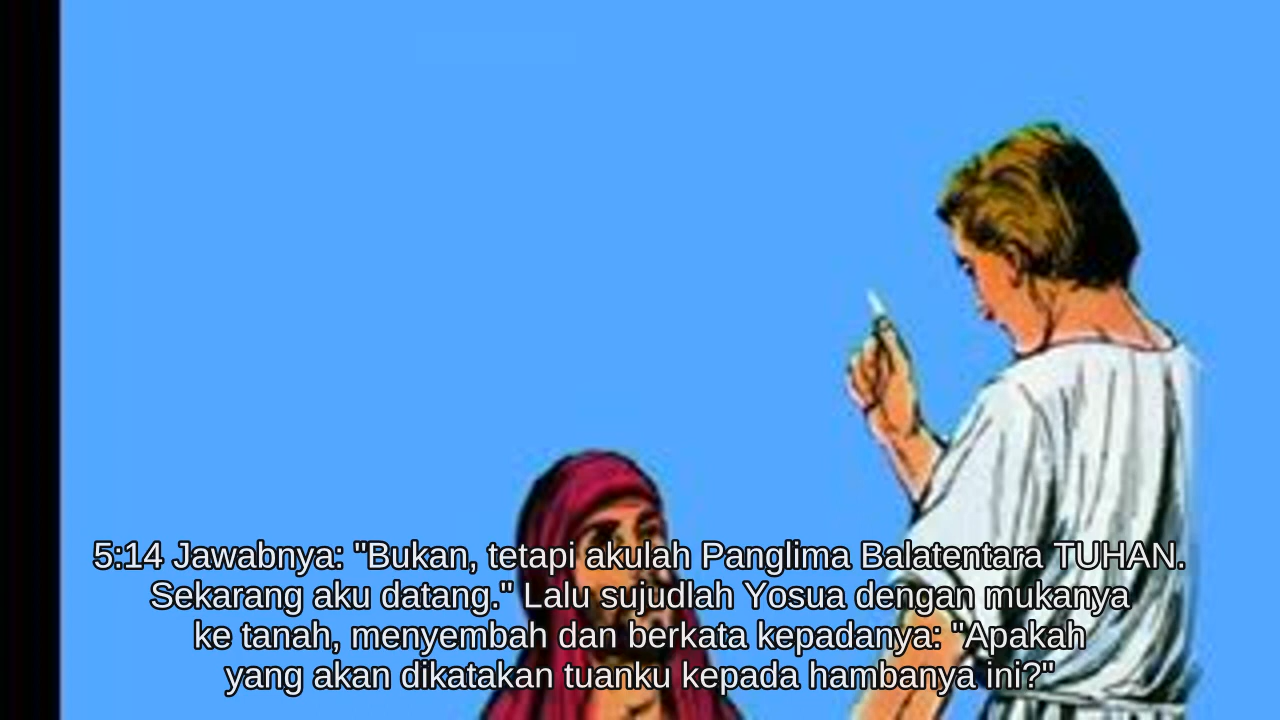 5:14 Jawabnya: "Bukan, tetapi akulah Panglima Balatentara TUHAN.
Sekarang aku datang." Lalu sujudlah Yosua dengan mukanya
ke tanah, menyembah dan berkata kepadanya: "Apakah
yang akan dikatakan tuanku kepada hambanya ini?"